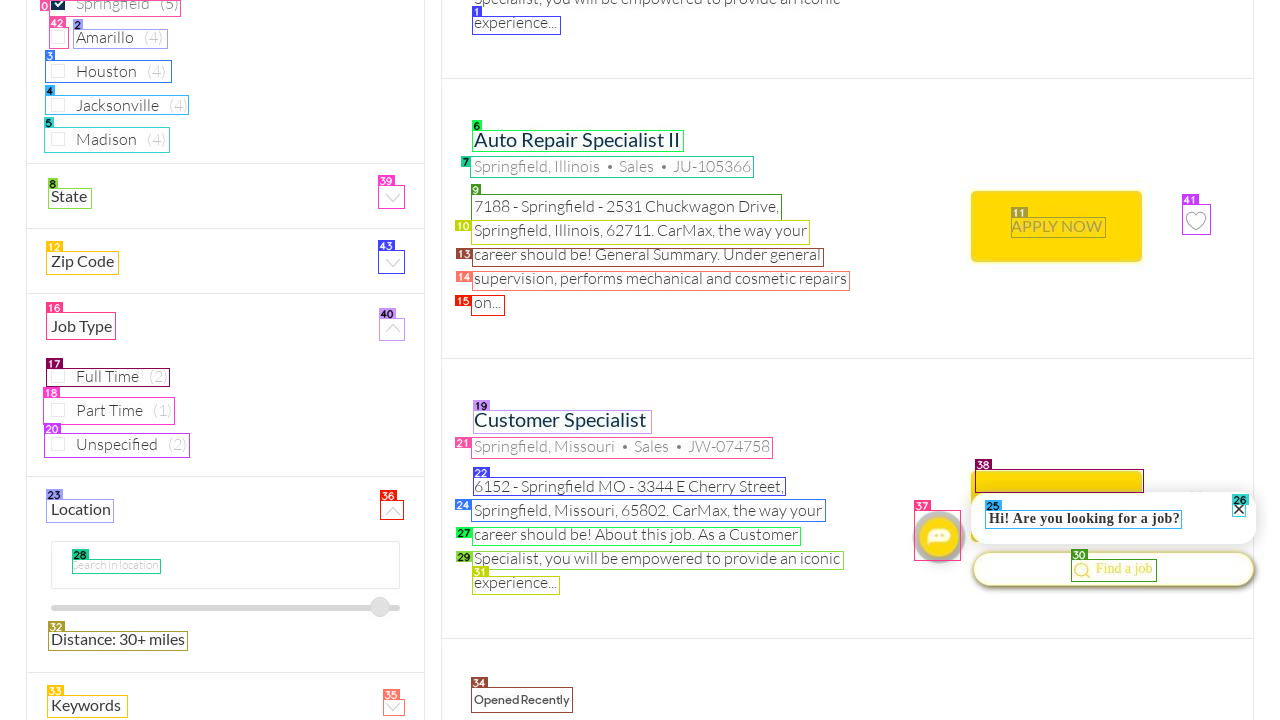 Springfield (5)
Amarillo (4)
Houston (4)
Jacksonville (4)
Madison (4)
State
Zip Code
Job Type
Full Time (2)
Part Time (1)
Unspecified (2)
Location
Search in location
Distance: 30+ miles
Keywords
Specialist, you will be empowered to provide an iconic
experience...
Auto Repair Specialist II
Springfield, Illinois • Sales • JU-105366
7188 - Springfield - 2531 Chuckwagon Drive,
Springfield, Illinois, 62711. CarMax, the way your
career should be! General Summary. Under general
supervision, performs mechanical and cosmetic repairs
on...
APPLY NOW
Customer Specialist
Springfield, Missouri • Sales • JW-074758
6152 - Springfield MO - 3344 E Cherry Street,
Springfield, Missouri, 65802. CarMax, the way your
career should be! About this job. As a Customer
Specialist, you will be empowered to provide an iconic
experience...
Hi! Are you looking for a job?
Find a job
Opened Recently
0
1
2
3
4
5
6
7
8
9
10
11
12
13
14
15
16
17
18
19
20
21
22
23
24
25
26
27
28
29
30
31
32
33
34
35
36
37
38
39
40
41
42
43